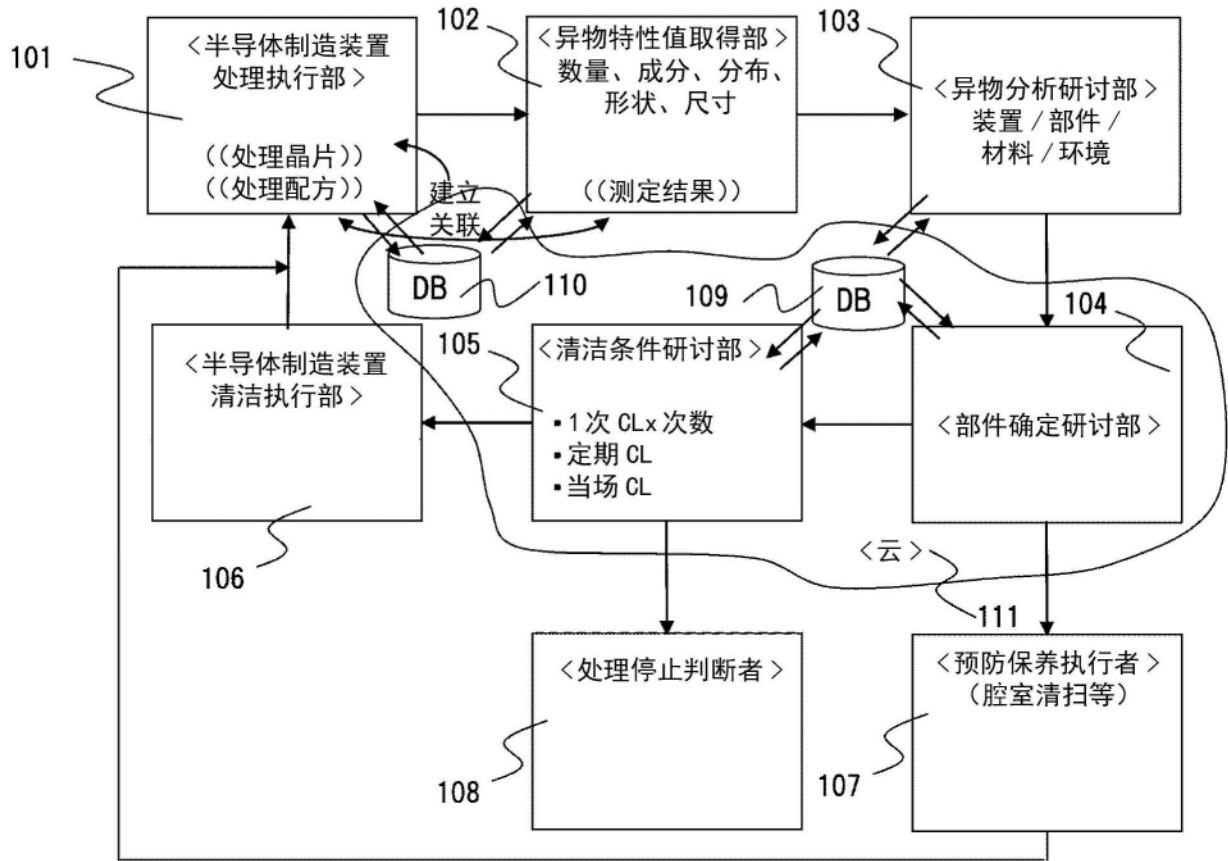 101
<半导体制造装置
处理执行部>
((处理晶片))
((处理配方))
102
<异物特性值取得部>
数量、成分、分布、
形状、尺寸
((测定结果))
103
<异物分析研讨部>
装置/部件/
材料/环境
建立
关联
DB
110
109
DB
104
<半导体制造装置
清洁执行部>
106
105
<清洁条件研讨部>
▪1次 CLx 次数
▪定期 CL
▪当场 CL
<部件确定研讨部>
<云>
111
<处理停止判断者>
108
<预防保养执行者>
(腔室清扫等)
107